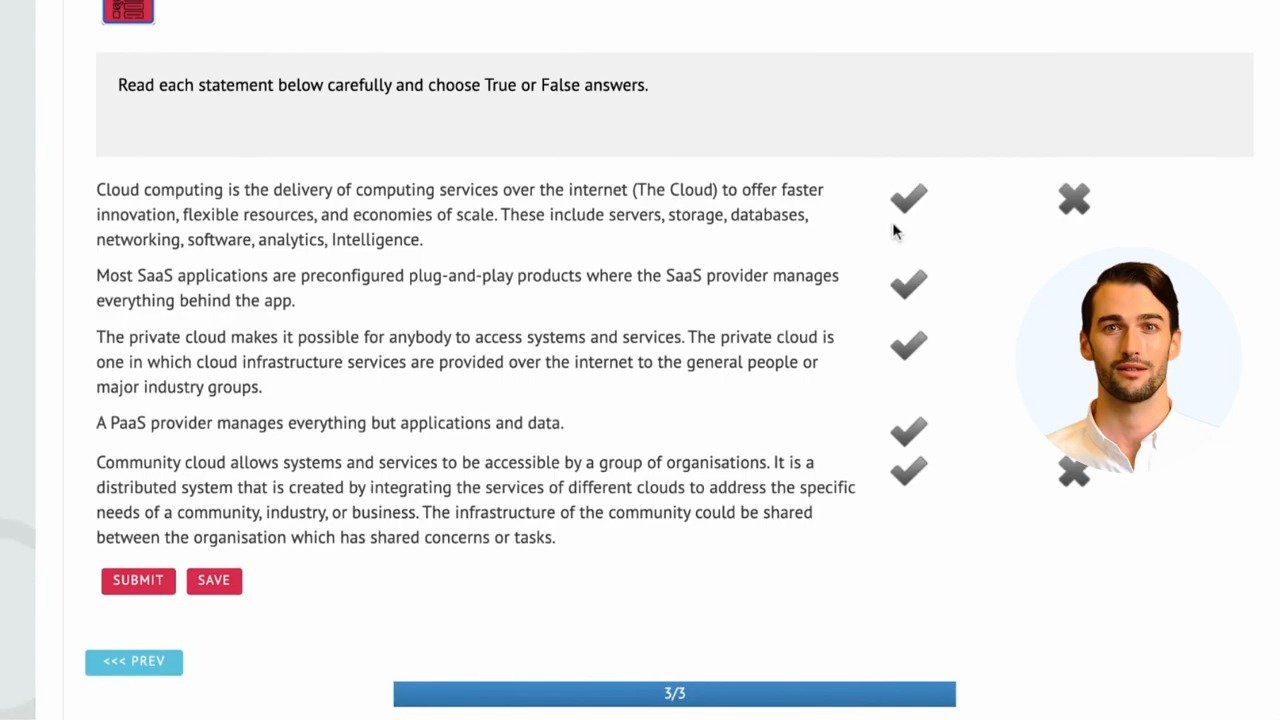 Read each statement below carefully and choose True or False answers.
Cloud computing is the delivery of computing services over the internet (The Cloud) to offer faster
innovation, flexible resources, and economies of scale. These include servers, storage, databases,
networking, software, analytics, Intelligence.
Most SaaS applications are preconfigured plug-and-play products where the SaaS provider manages
everything behind the app.
The private cloud makes it possible for anybody to access systems and services. The private cloud is
one in which cloud infrastructure services are provided over the internet to the general people or
major industry groups.
A PaaS provider manages everything but applications and data.
Community cloud allows systems and services to be accessible by a group of organisations. It is a
distributed system that is created by integrating the services of different clouds to address the specific
needs of a community, industry, or business. The infrastructure of the community could be shared
between the organisation which has shared concerns or tasks.
SUBMIT SAVE
<<< PREV
3/3